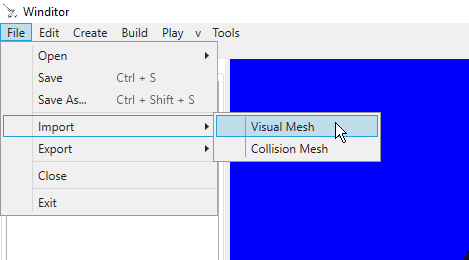 Winditor
File Edit Create Build Play v Tools
Open
Save Ctrl + S
Save As... Ctrl + Shift + S
Import
Visual Mesh
Export
Collision Mesh
Close
Exit